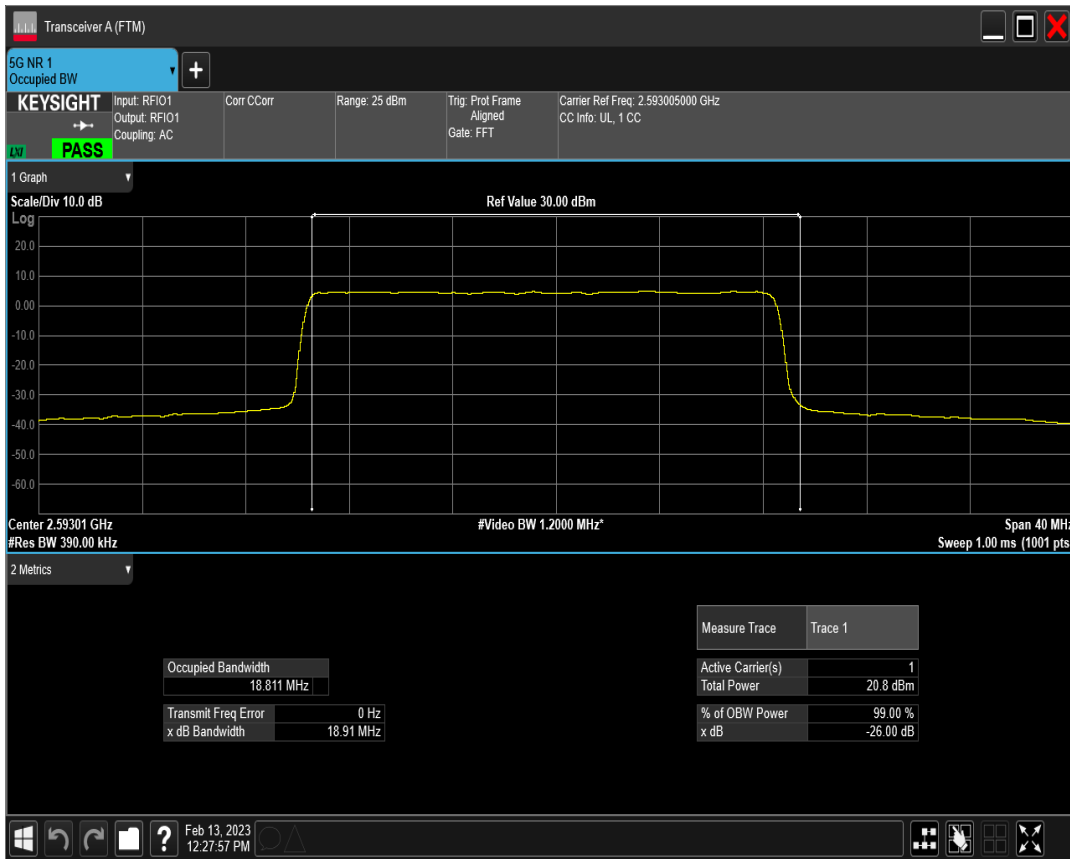 Transceiver A (FTM)
5G NR 1
Occupied BW
KEYSIGHT
LXI
PASS
Input: RFIO1
Output: RFIO1
Coupling: AC
Corr CCorr
Range: 25 dBm
Trig: Prot Frame
Aligned
Gate: FFT
Carrier Ref Freq: 2.593005000 GHz
CC Info: UL, 1 CC
1 Graph
Scale/Div 10.0 dB
Ref Value 30.00 dBm
Log
20.0
10.0
0.00
-10.0
-20.0
-30.0
-40.0
-50.0
-60.0
Center 2.59301 GHz
#Video BW 1.2000 MHz*
Span 40 MHz
#Res BW 390.00 kHz
Sweep 1.00 ms (1001 pts
2 Metrics
Measure Trace Trace 1
Occupied Bandwidth
18.811 MHz
Active Carrier(s) 1
Total Power 20.8 dBm
Transmit Freq Error 0 Hz
x dB Bandwidth 18.91 MHz
% of OBW Power 99.00 %
x dB -26.00 dB
?
Feb 13, 2023
12:27:57 PM